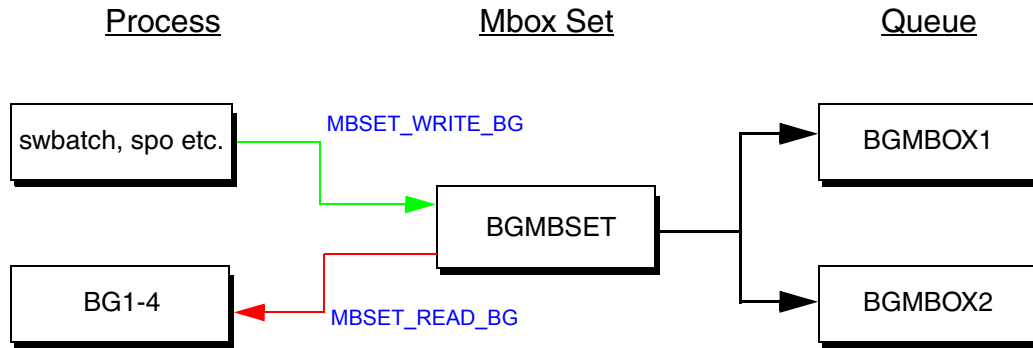 Process
Mbox Set
Queue
swbatch, spo etc.
MBSET_WRITE_BG
BGMBOX1
BGMBSET
BG1-4
MBSET_READ_BG
BGMBOX2